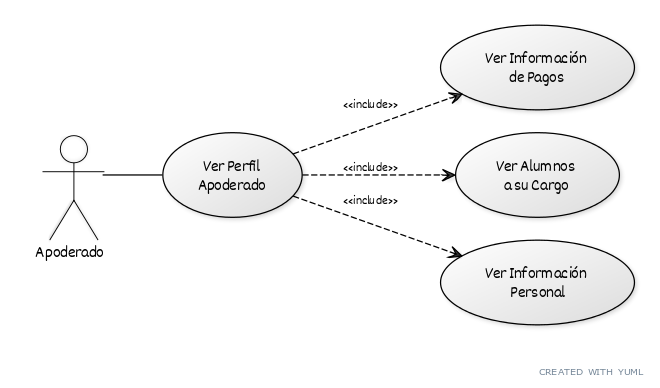 Ver Información
de Pagos
<<include>>
Ver Perfil
Apoderado
<<include>>
Ver Alumnos
a su Cargo
<<include>>
Apoderado
Ver Información
Personal
CREATED WITH YUML